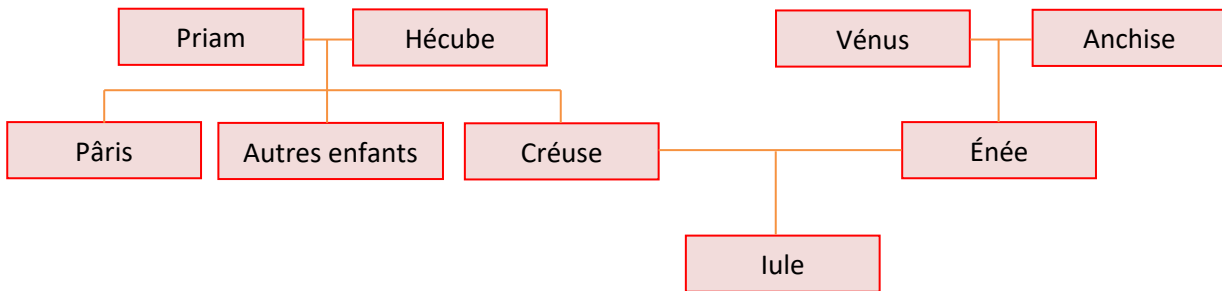 Priam
Hécube
Vénus
Anchise
Pâris
Autres enfants
Créuse
Énée
Iule